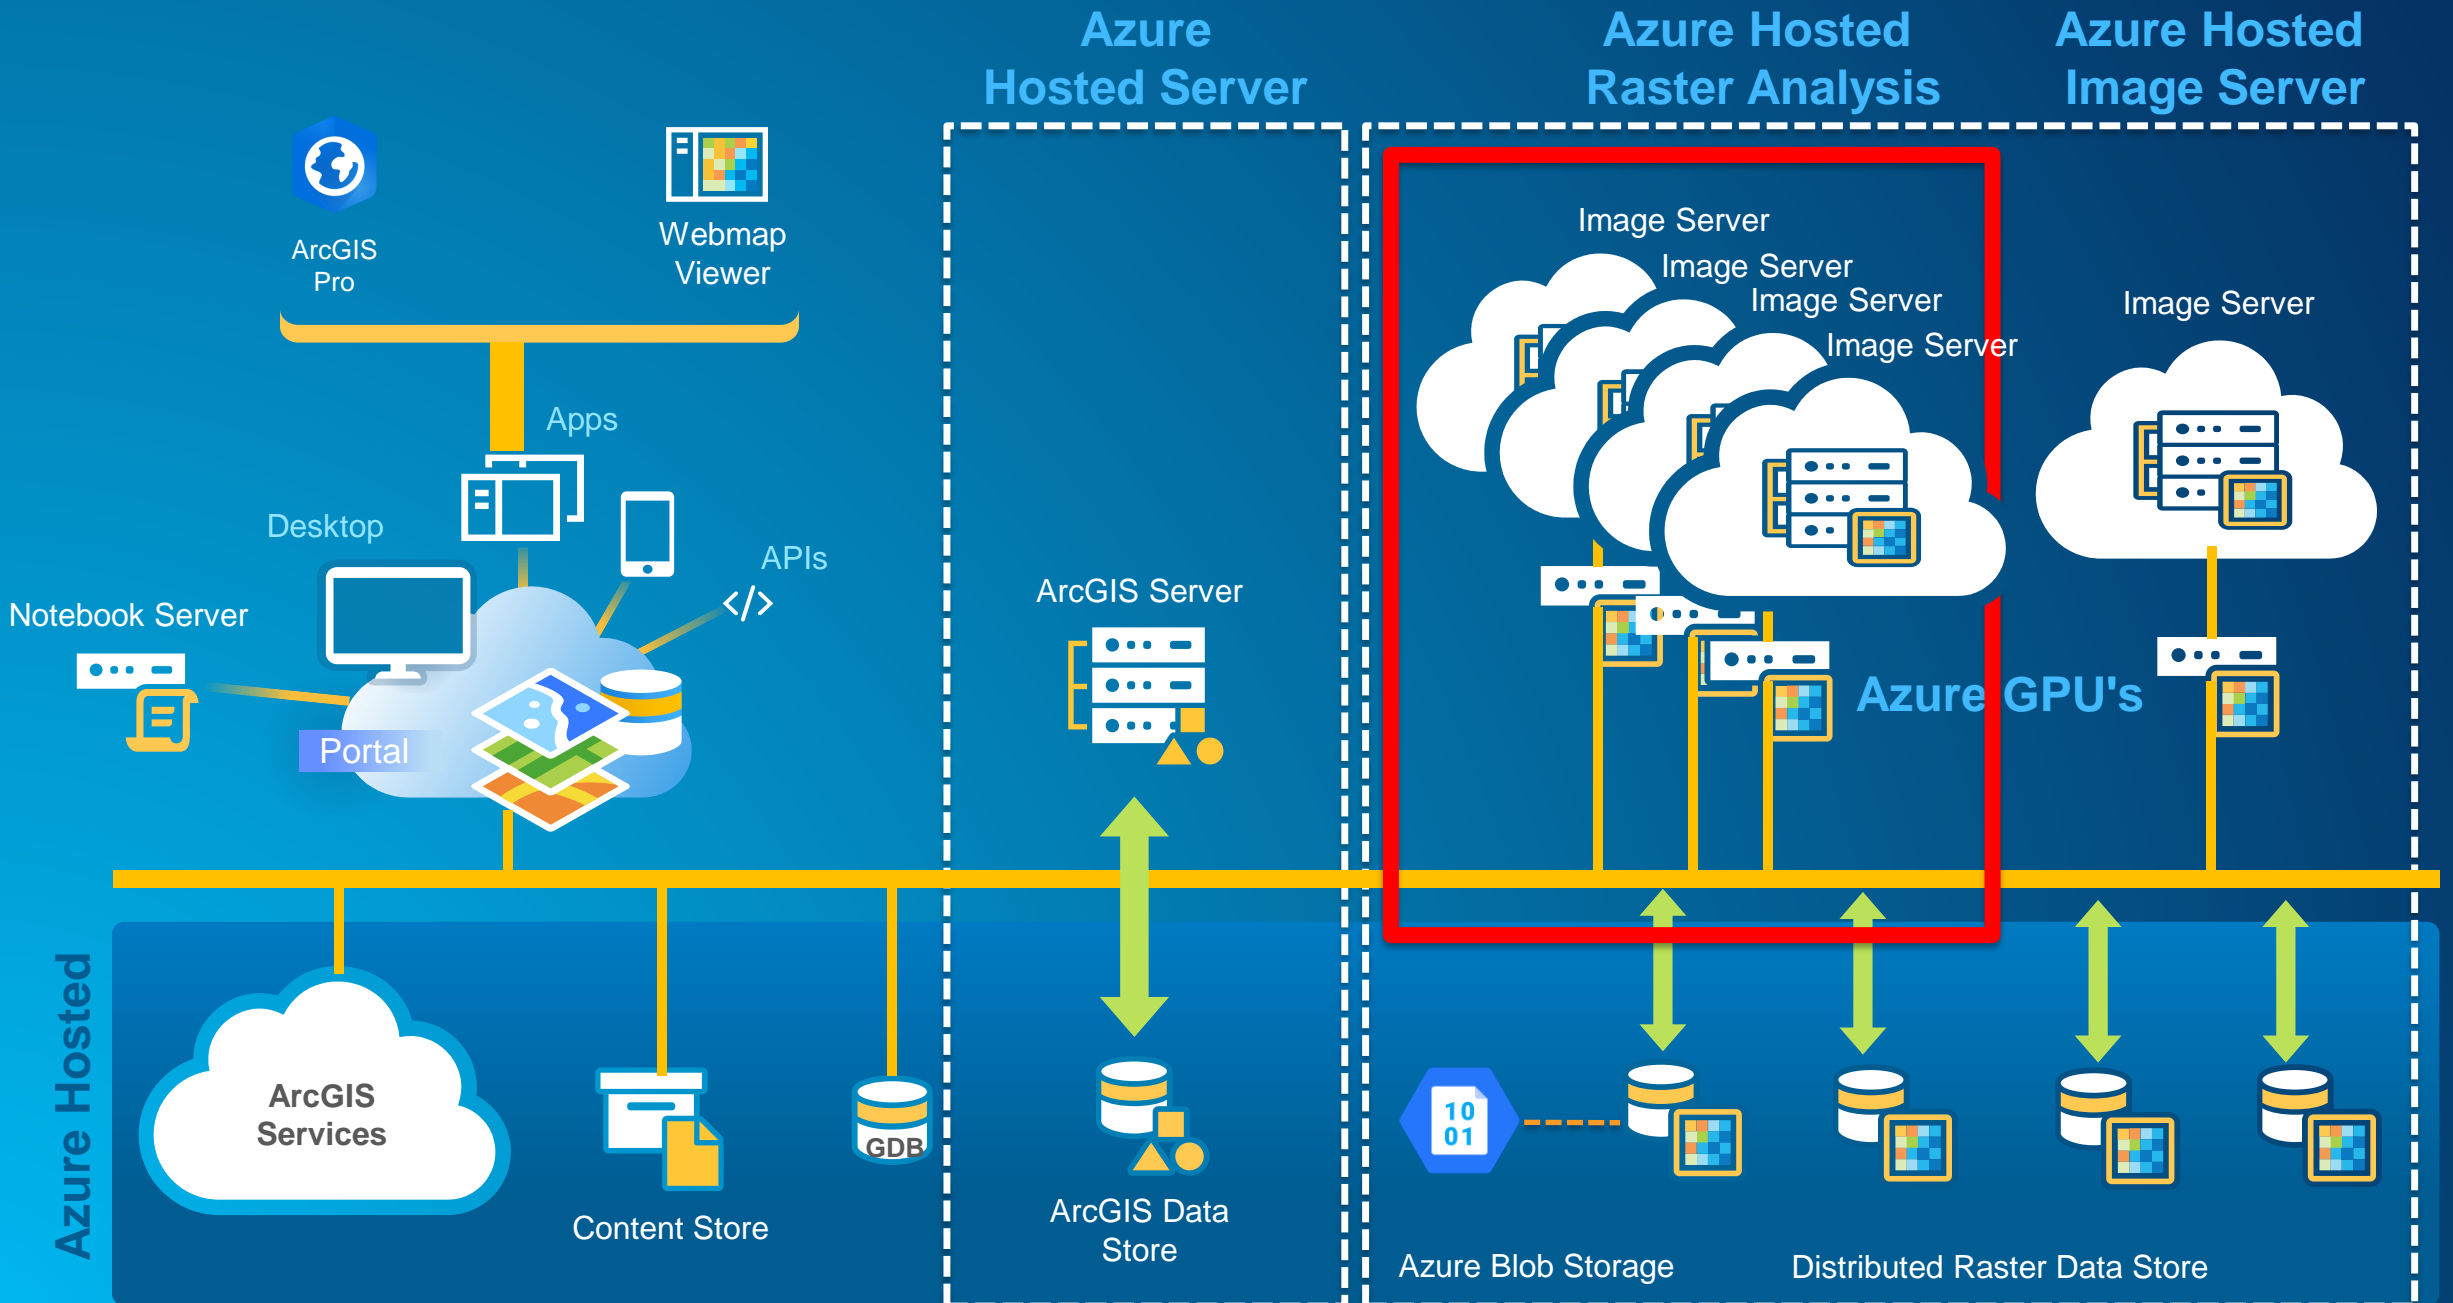 Azure
Hosted Server
Azure Hosted
Raster Analysis
Azure Hosted
Image Server
ArcGIS
Pro
Webmap
Viewer
Image Server
Image Server
Image Server
Image Server
Image Server
Apps
Desktop
APIs
</>
Notebook Server
Portal
ArcGIS Server
Azure GPU's
Azure Hosted
ArcGIS
Services
Content Store
GDB
ArcGIS Data
Store
10
01
Azure Blob Storage
Distributed Raster Data Store